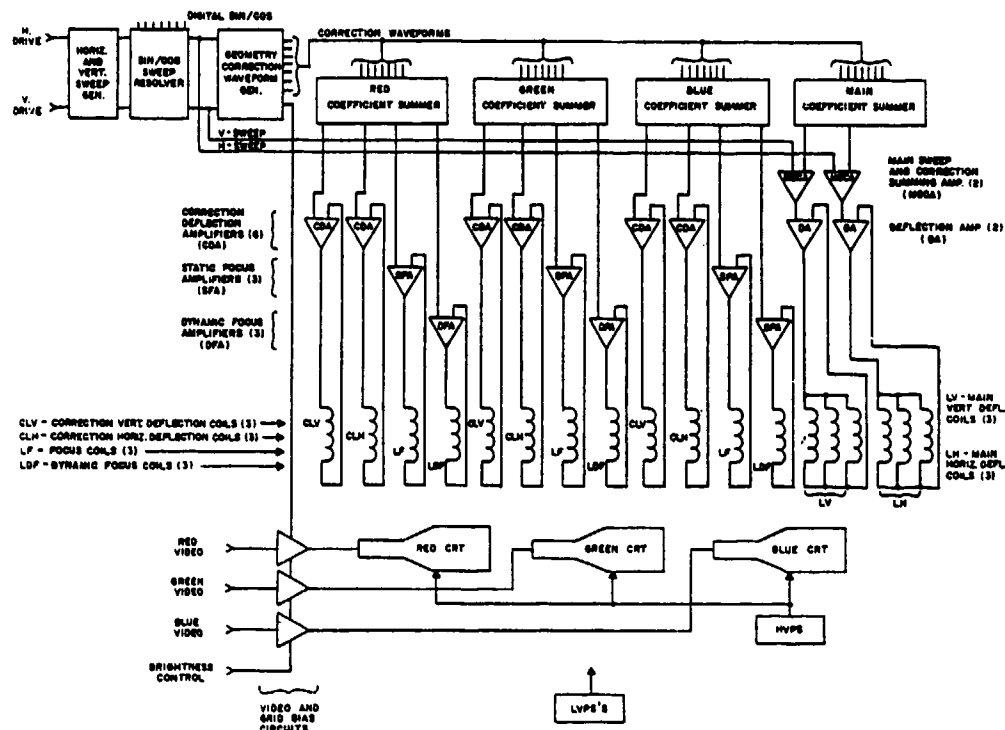 DIGITAL SIN/COS
H.
DRIVE
V.
DRIVE
HORIZ.
AND
VERT.
SWEEP
GEN.
SIN/COS
SWEEP
RESOLVER
GEOMETRY
CORRECTION
WAVEFORM
GEN.
CORRECTION WAVEFORMS
RED
COEFFICIENT SUMMER
GREEN
COEFFICIENT SUMMER
BLUE
COEFFICIENT SUMMER
MAIN
COEFFICIENT SUMMER
V-SWEEP
H-SWEEP
MAIN SWEEP
AND CORRECTION
SUMMING AMP. (2)
(MSCA)
MSCA
MSCA
CORRECTION
DEFLECTION
AMPLIFIERS (6)
(CDA)
CDA
CDA
CDA
CDA
CDA
CDA
DA
DA
DEFLECTION AMP (2)
(DA)
STATIC FOCUS
AMPLIFIERS (3)
(SFA)
SFA
SFA
SFA
DYNAMIC FOCUS
AMPLIFIERS (3)
(DFA)
DFA
DFA
DFA
CLV - CORRECTION VERT. DEFLECTION COILS (3)
CLH - CORRECTION HORIZ. DEFLECTION COILS (3)
LF - FOCUS COILS (3)
LDF - DYNAMIC FOCUS COILS (3)
CLV
CLH
LF
LDF
CLV
CLH
LF
LDF
CLV
CLH
LF
LDF
LV
LH
LV-MAIN
VERT DEFL.
COILS (3)
LH-MAIN
HORIZ. DEFL.
COILS (3)
RED
VIDEO
GREEN
VIDEO
BLUE
VIDEO
BRIGHTNESS
CONTROL
RED CRT
GREEN CRT
BLUE CRT
HVPS
LVPS'S
VIDEO AND
GRID BIAS
CIRCUITS